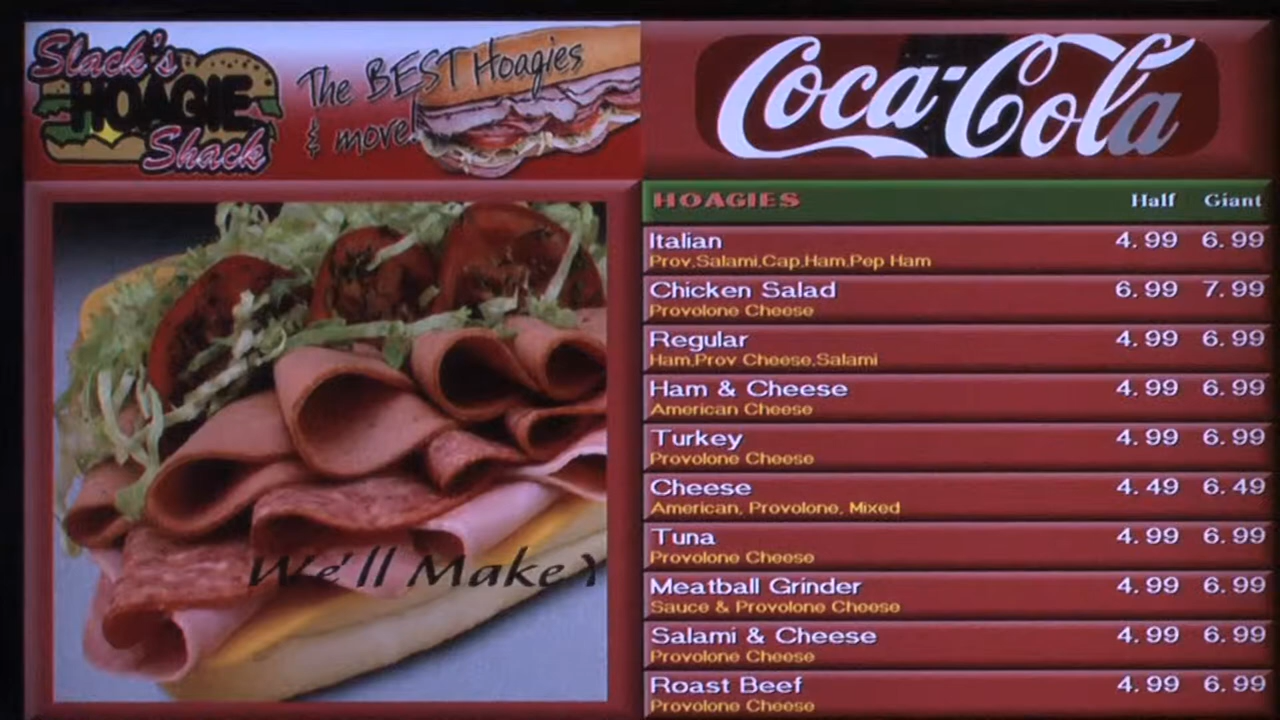 Slack's
HOAGIE
Shack
The BEST Hoagies
& more!
Coca-Cola
HOAGIES Half Giant
Italian 4.99 6.99
Prov,Salami,Cap,Ham,Pep Ham
Chicken Salad 6.99 7.99
Provolone Cheese
Regular 4.99 6.99
Ham,Prov Cheese,Salami
Ham & Cheese 4.99 6.99
American Cheese
Turkey 4.99 6.99
Provolone Cheese
Cheese 4.49 6.49
American, Provolone, Mixed
Tuna 4.99 6.99
Provolone Cheese
Meatball Grinder 4.99 6.99
Sauce & Provolone Cheese
Salami & Cheese 4.99 6.99
Provolone Cheese
Roast Beef 4.99 6.99
Provolone Cheese
We'll Make Y